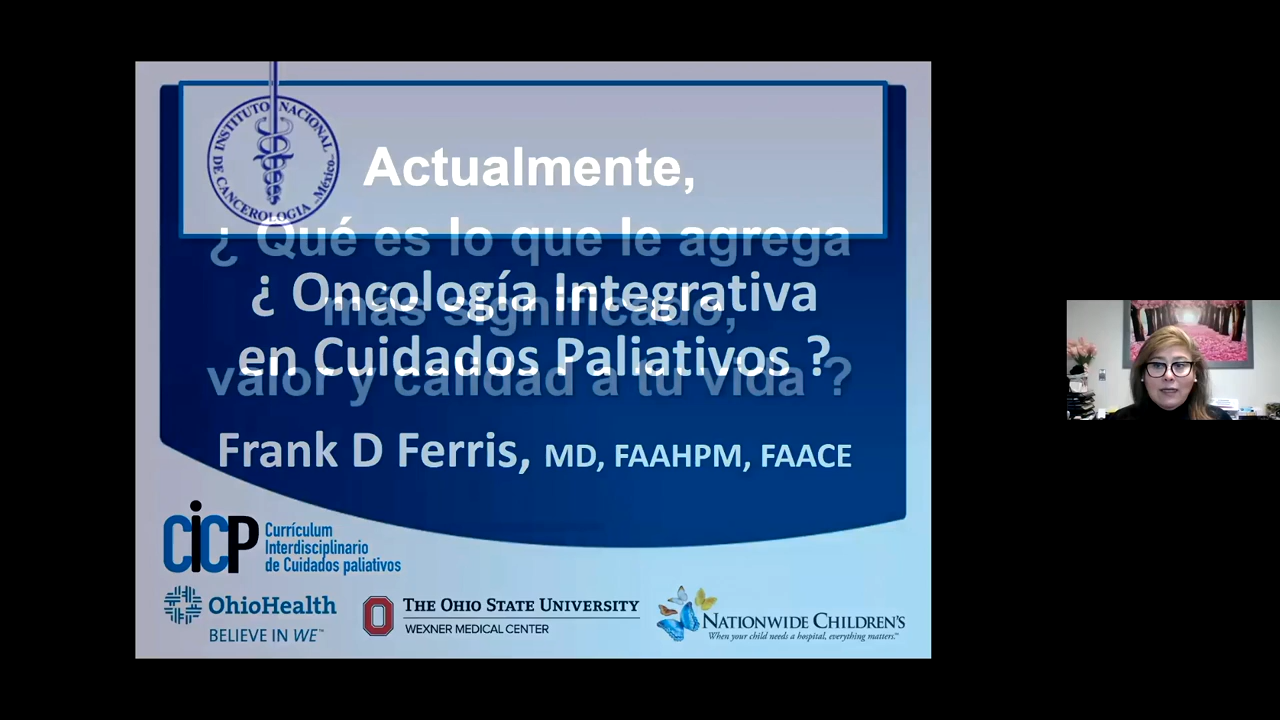 INSTITUTO NACIONAL
DE CANCEROLOGIA
México
Actualmente,
¿ Qué es lo que le agrega
¿ Oncología Integrativa
más significado,
en Cuidados Paliativos ?
valor y calidad a tu vida ?
Frank D Ferris, MD, FAAHPM, FAACE
CiCP
Currículum
Interdisciplinario
de Cuidados paliativos
OhioHealth
BELIEVE IN WE™
THE OHIO STATE UNIVERSITY
WEXNER MEDICAL CENTER
NATIONWIDE CHILDREN'S
When your child needs a hospital, everything matters.™